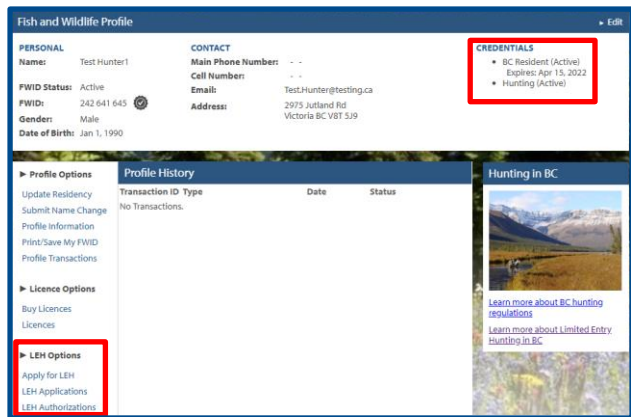 Fish and Wildlife Profile
▸ Edit
PERSONAL
Name: Test Hunter1
FWID Status: Active
FWID: 242 641 645
Gender: Male
Date of Birth: Jan 1, 1990
CONTACT
Main Phone Number: - -
Cell Number: - -
Email: Test.Hunter@testing.ca
Address: 2975 Jutland Rd
Victoria BC V8T 5J9
CREDENTIALS
• BC Resident (Active)
Expires: Apr 15, 2022
• Hunting (Active)
► Profile Options
Update Residency
Submit Name Change
Profile Information
Print/Save My FWID
Profile Transactions
► Licence Options
Buy Licences
Licences
► LEH Options
Apply for LEH
LEH Applications
LEH Authorizations
Profile History
Transaction ID Type Date Status
No Transactions.
Hunting in BC
Learn more about BC hunting
regulations
Learn more about Limited Entry
Hunting in BC